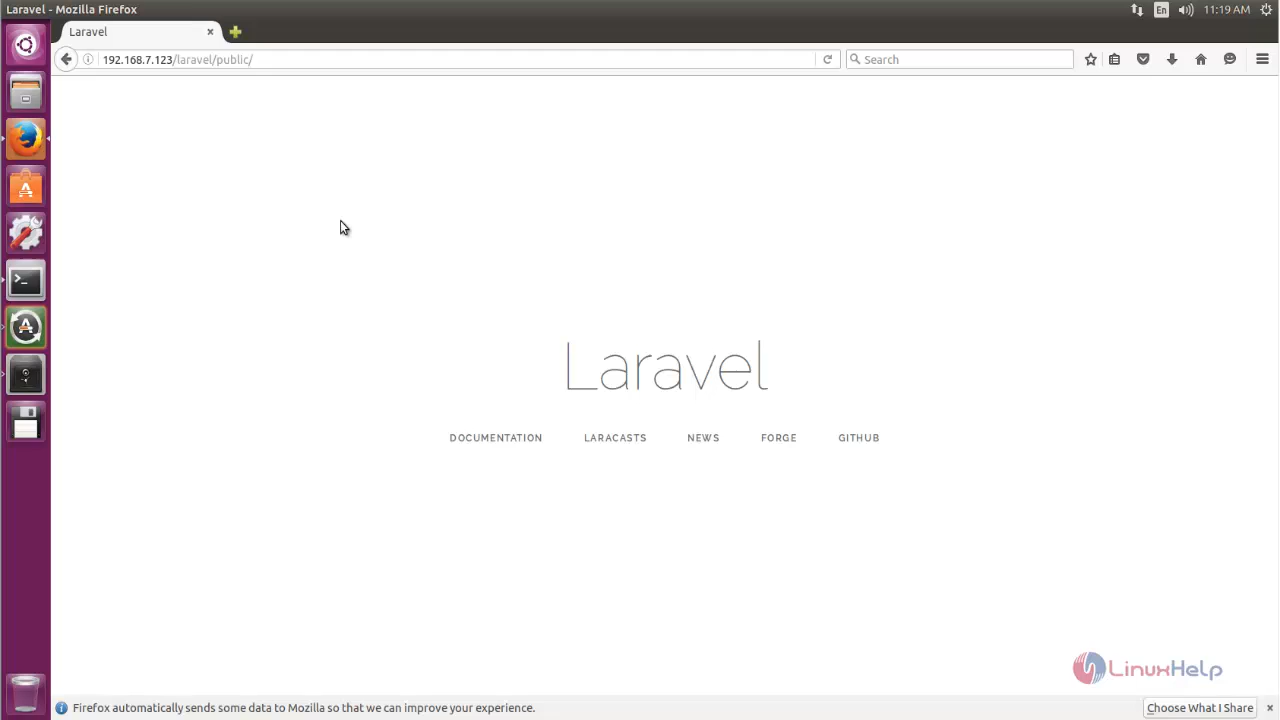 Laravel - Mozilla Firefox
En
11:19 AM
Laravel
192.168.7.123/laravel/public/
Search
Laravel
DOCUMENTATION LARACASTS NEWS FORGE GITHUB
LinuxHelp
Firefox automatically sends some data to Mozilla so that we can improve your experience.
Choose What I Share